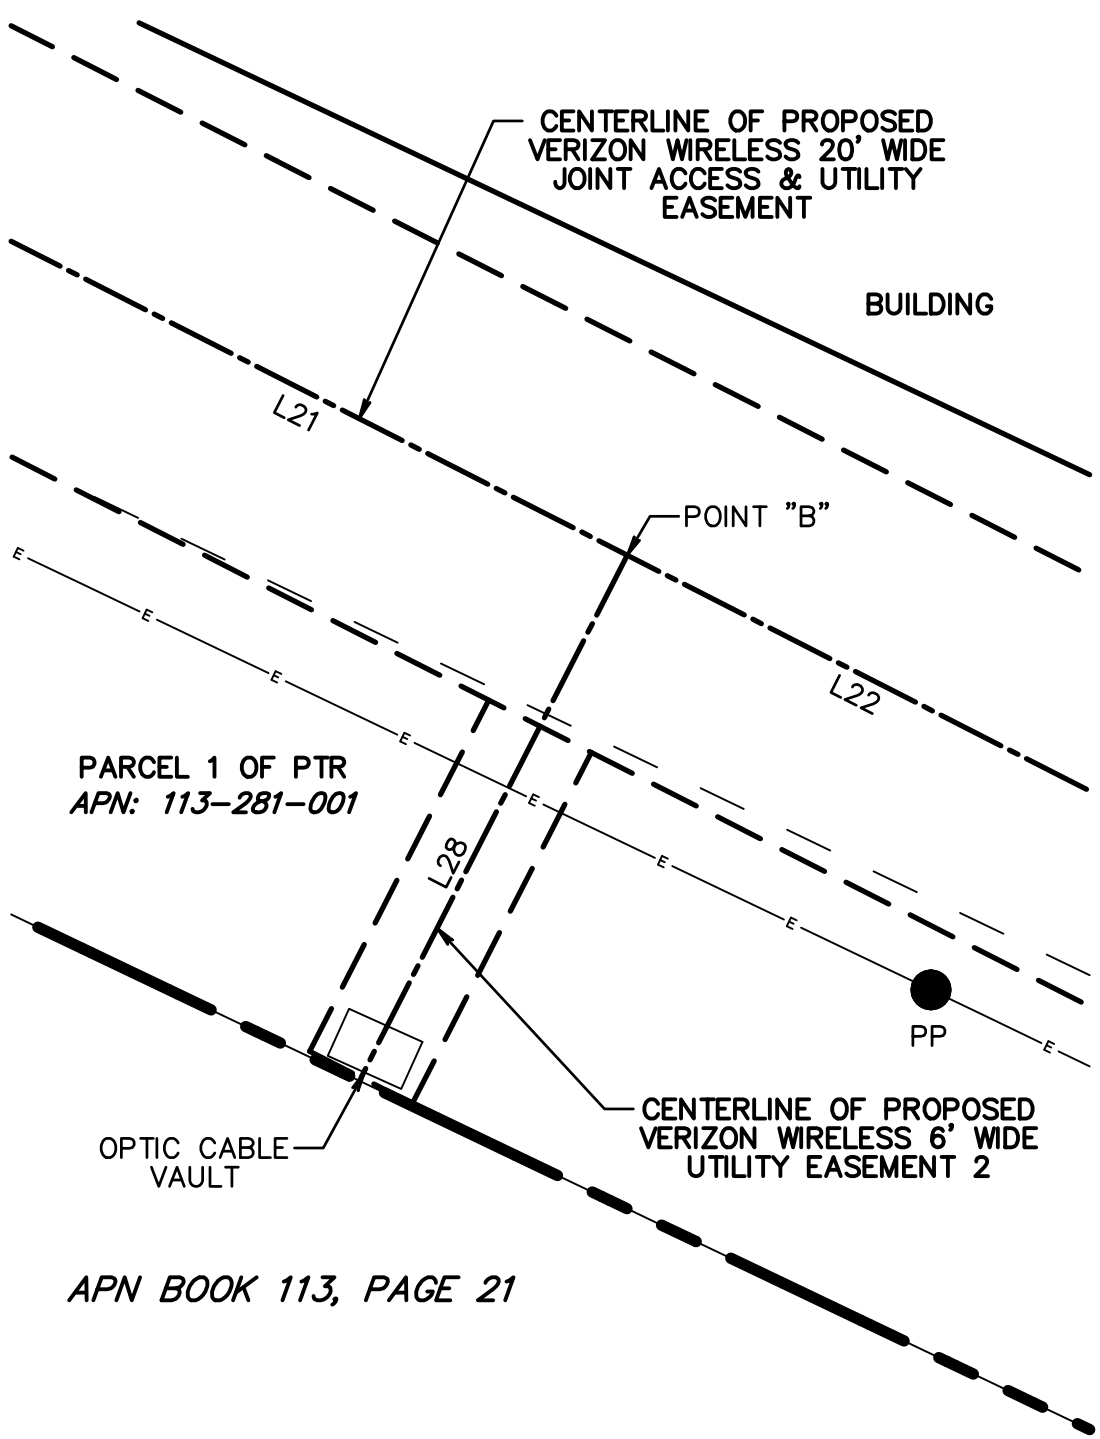 CENTERLINE OF PROPOSED
VERIZON WIRELESS 20' WIDE
JOINT ACCESS & UTILITY
EASEMENT
BUILDING
L21
POINT "B"
E
E
E
L22
E
PARCEL 1 OF PTR
APN: 113-281-001
E
L28
E
E
PP
E
CENTERLINE OF PROPOSED
VERIZON WIRELESS 6' WIDE
UTILITY EASEMENT 2
OPTIC CABLE
VAULT
APN BOOK 113, PAGE 21